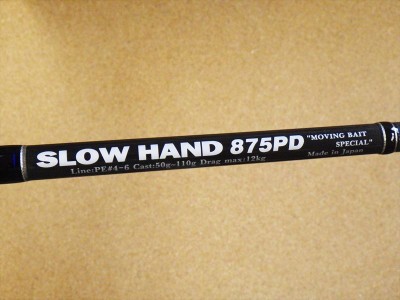 SLOW HAND 875PD "MOVING BAIT
SPECIAL"
Line:PE#4-6 Cast:50g-110g Drag max:12kg Made in Japan